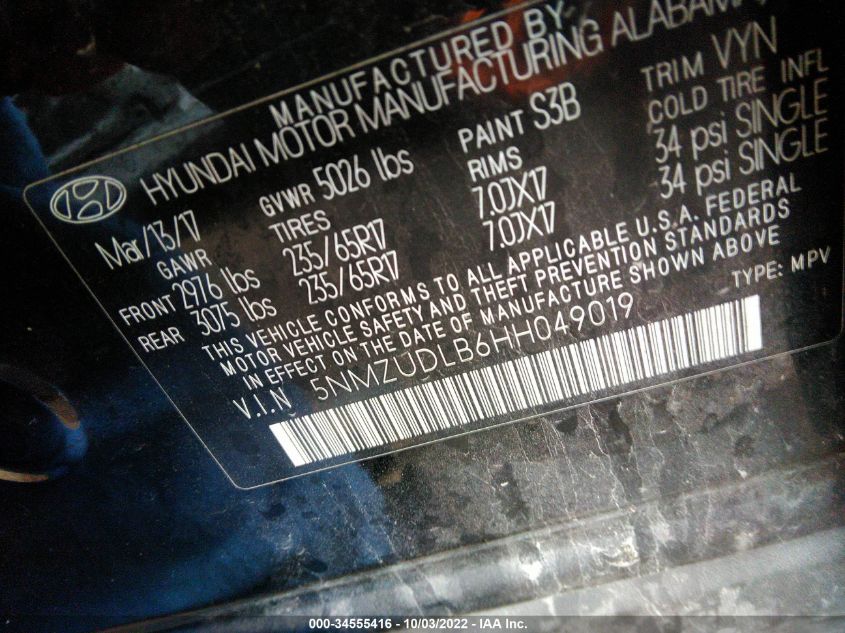 MANUFACTURED BY
HYUNDAI MOTOR MANUFACTURING ALABAMA,
Mar/13/17 GVWR 5026 lbs PAINT S3B TRIM VYN
GAWR TIRES RIMS COLD TIRE INFL
FRONT 2976 lbs 235/65R17 7.0JX17 34 psi SINGLE
REAR 3075 lbs 235/65R17 7.0JX17 34 psi SINGLE
THIS VEHICLE CONFORMS TO ALL APPLICABLE U.S.A. FEDERAL
MOTOR VEHICLE SAFETY AND THEFT PREVENTION STANDARDS
IN EFFECT ON THE DATE OF MANUFACTURE SHOWN ABOVE
V.I.N 5NMZUDLB6HH049019 TYPE: MPV
000-34555416 - 10/03/2022 - IAA Inc.